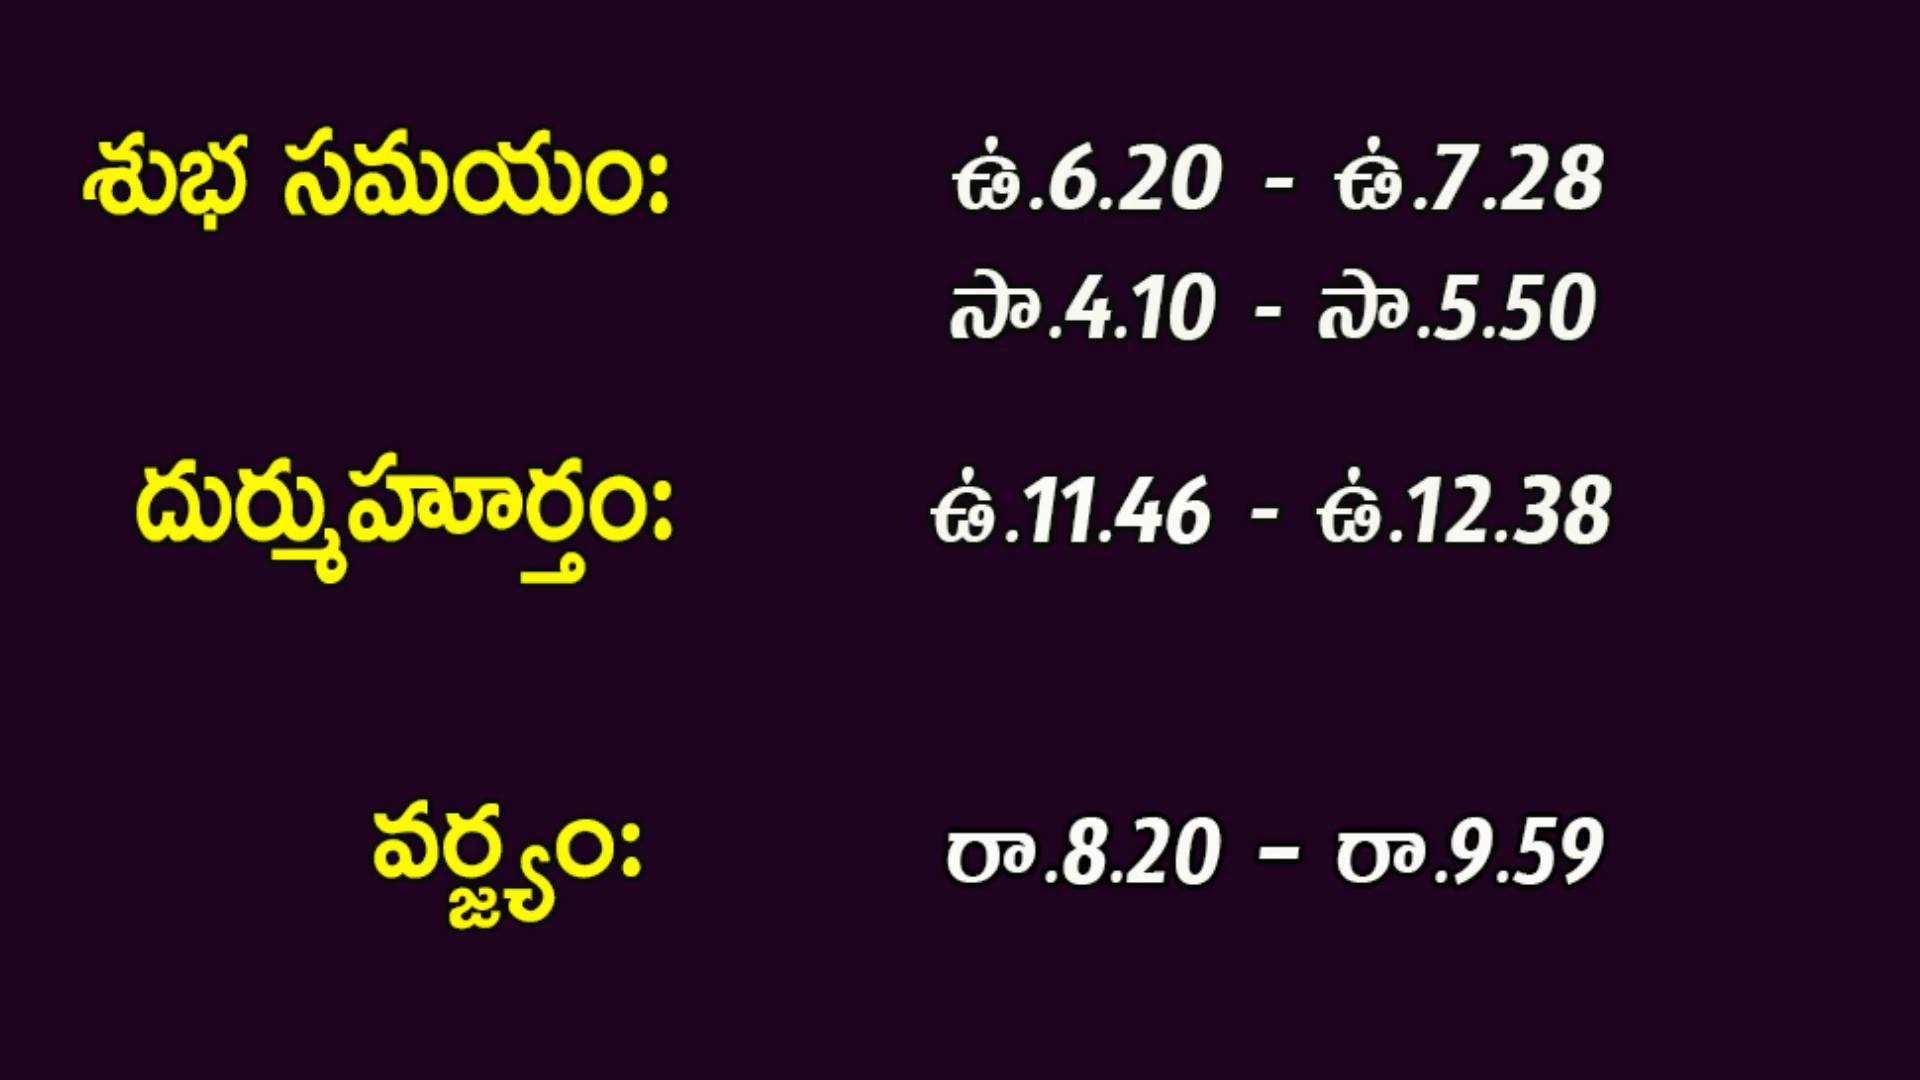 శుభ సమయం: ఉ.6.20 - ఉ.7.28
సా.4.10 - సా.5.50
దుర్ముహూర్తం: ఉ.11.46 - ఉ.12.38
వర్జ్యం: రా.8.20 – రా.9.59